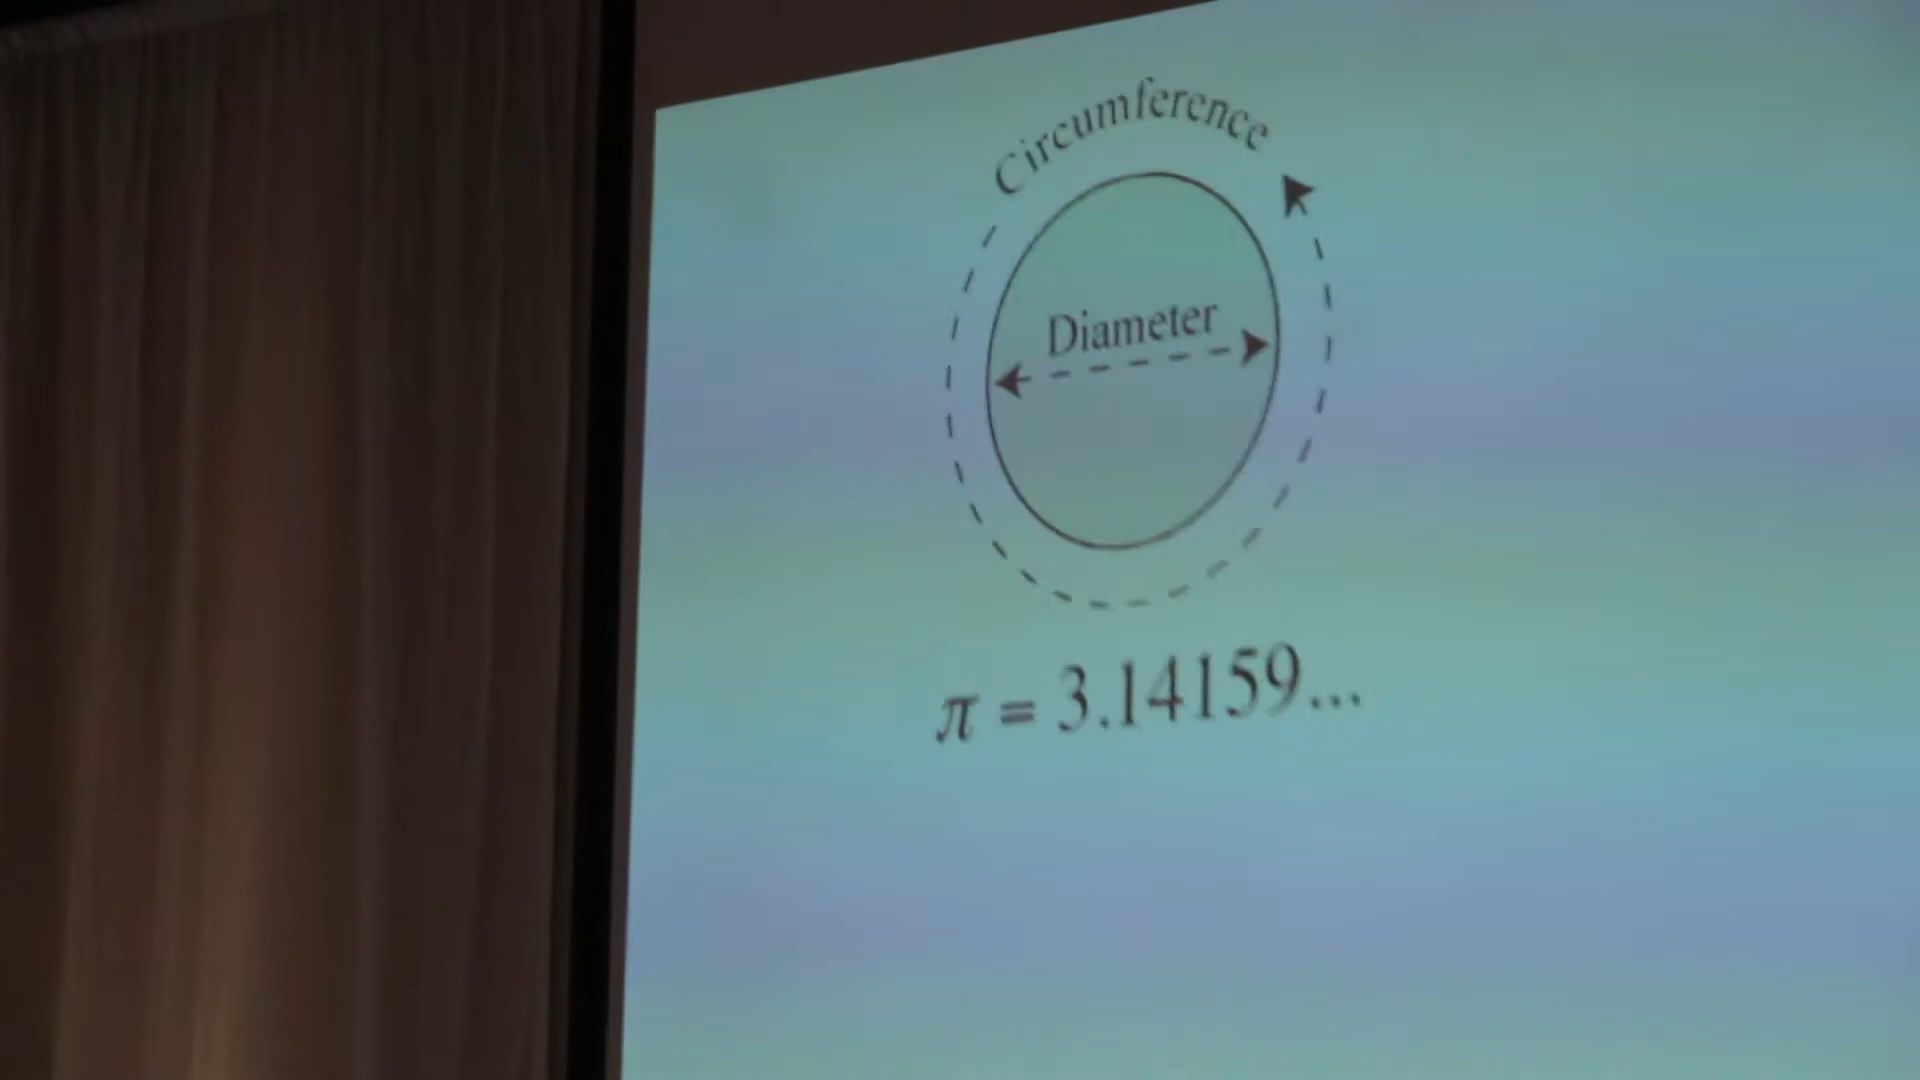 Circumference
Diameter
π = 3.14159...